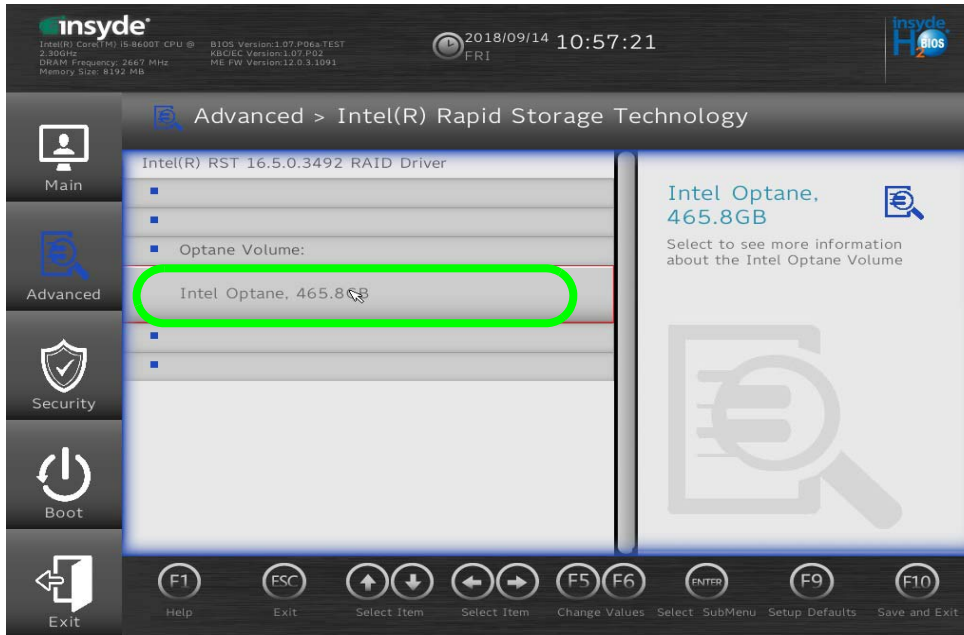 insyde
Intel(R) Core(TM) i5-8600T CPU @
2.30GHz
DRAM Frequency: 2667 MHz
Memory Size: 8192 MB
BIOS Version:1.07.P06a-TEST
KBC/EC Version:1.07.P02
ME FW Version:12.0.3.1091
2018/09/14 10:57:21
FRI
insyde
H2O BIOS
Advanced > Intel(R) Rapid Storage Technology
Main
Advanced
Security
Boot
Exit
Intel(R) RST 16.5.0.3492 RAID Driver
Optane Volume:
Intel Optane, 465.8GB
Intel Optane,
465.8GB
Select to see more information
about the Intel Optane Volume
F1 ESC F5 F6 ENTER F9 F10
Help Exit Select Item Select Item Change Values Select SubMenu Setup Defaults Save and Exit